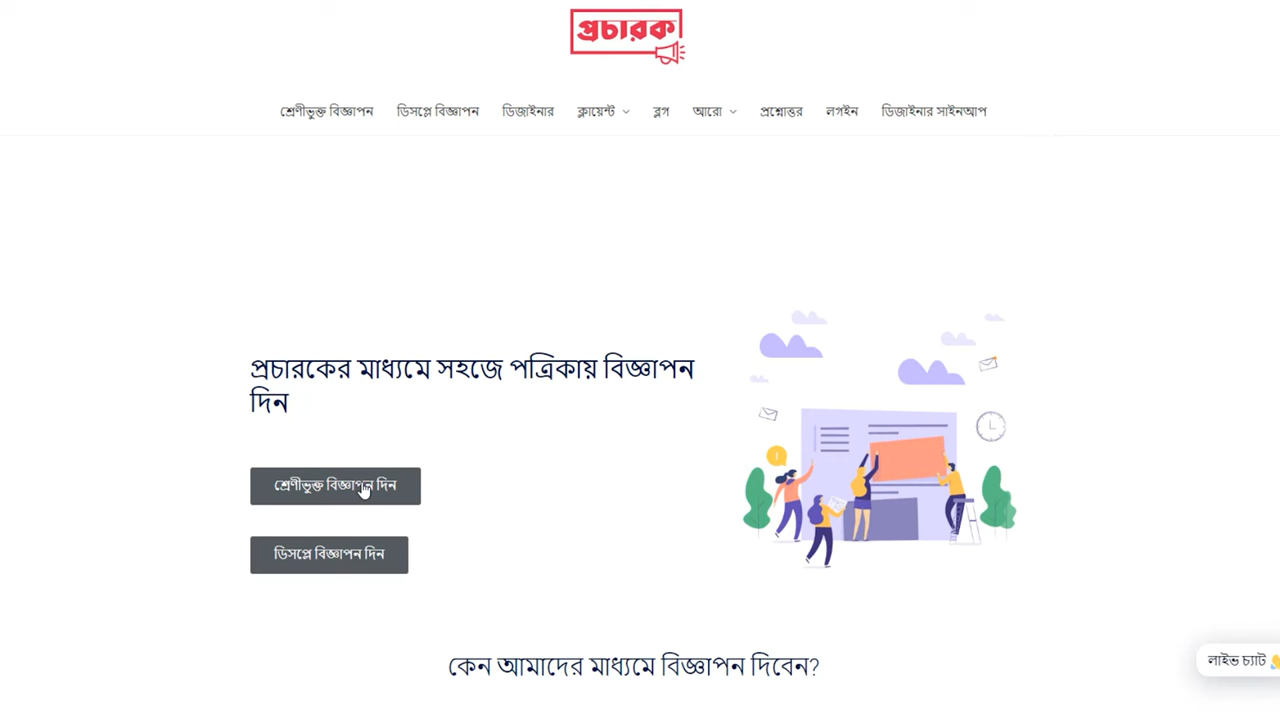 প্রচারক
শ্রেণীভুক্ত বিজ্ঞাপন ডিসপ্লে বিজ্ঞাপন ডিজাইনার ক্লায়েন্ট ব্লগ আরো প্রশ্নোত্তর লগইন ডিজাইনার সাইনআপ
প্রচারকের মাধ্যমে সহজে পত্রিকায় বিজ্ঞাপন
দিন
শ্রেণীভুক্ত বিজ্ঞাপন দিন
ডিসপ্লে বিজ্ঞাপন দিন
কেন আমাদের মাধ্যমে বিজ্ঞাপন দিবেন?
লাইভ চ্যাট